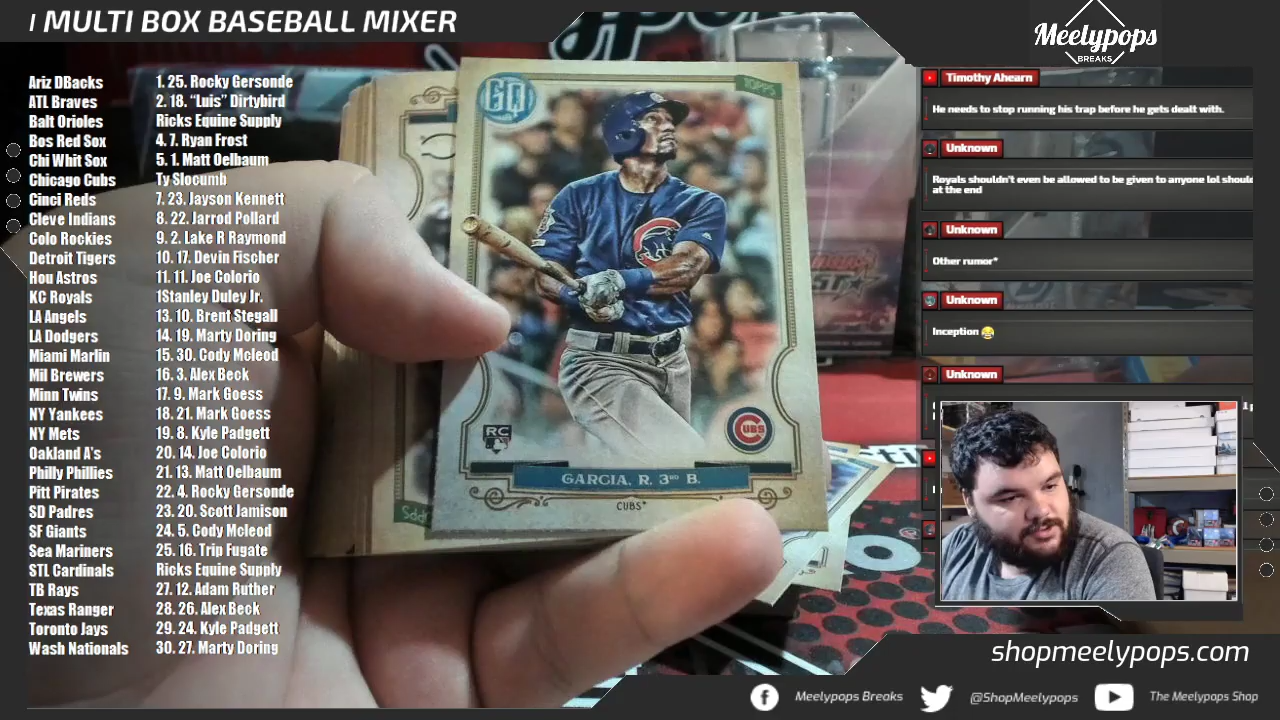 MULTI BOX BASEBALL MIXER
Meelypops
BREAKS
Ariz DBacks 1. 25. Rocky Gersonde
ATL Braves 2. 18. “Luis” Dirtybird
Balt Orioles Ricks Equine Supply
Bos Red Sox 4. 7. Ryan Frost
Chi Whit Sox 5. 1. Matt Oelbaum
Chicago Cubs Ty Slocumb
Cinci Reds 7. 23. Jayson Kennett
Cleve Indians 8. 22. Jarrod Pollard
Colo Rockies 9. 2. Lake R Raymond
Detroit Tigers 10. 17. Devin Fischer
Hou Astros 11. 11. Joe Colorio
KC Royals 1Stanley Duley Jr.
LA Angels 13. 10. Brent Stegall
LA Dodgers 14. 19. Marty Doring
Miami Marlin 15. 30. Cody Mcleod
Mil Brewers 16. 3. Alex Beck
Minn Twins 17. 9. Mark Goess
NY Yankees 18. 21. Mark Goess
NY Mets 19. 8. Kyle Padgett
Oakland A's 20. 14. Joe Colorio
Philly Phillies 21. 13. Matt Oelbaum
Pitt Pirates 22. 4. Rocky Gersonde
SD Padres 23. 20. Scott Jamison
SF Giants 24. 5. Cody Mcleod
Sea Mariners 25. 16. Trip Fugate
STL Cardinals Ricks Equine Supply
TB Rays 27. 12. Adam Ruther
Texas Ranger 28. 26. Alex Beck
Toronto Jays 29. 24. Kyle Padgett
Wash Nationals 30. 27. Marty Doring
GQ
TOPPS
RC
CUBS
GARCIA, R. 3RD B.
CUBS
Timothy Ahearn
He needs to stop running his trap before he gets dealt with.
Unknown
Royals shouldn't even be allowed to be given to anyone lol should
at the end
Unknown
Other rumor*
Unknown
Inception 😂
Unknown
shopmeelypops.com
Meelypops Breaks
@ShopMeelypops
The Meelypops Shop